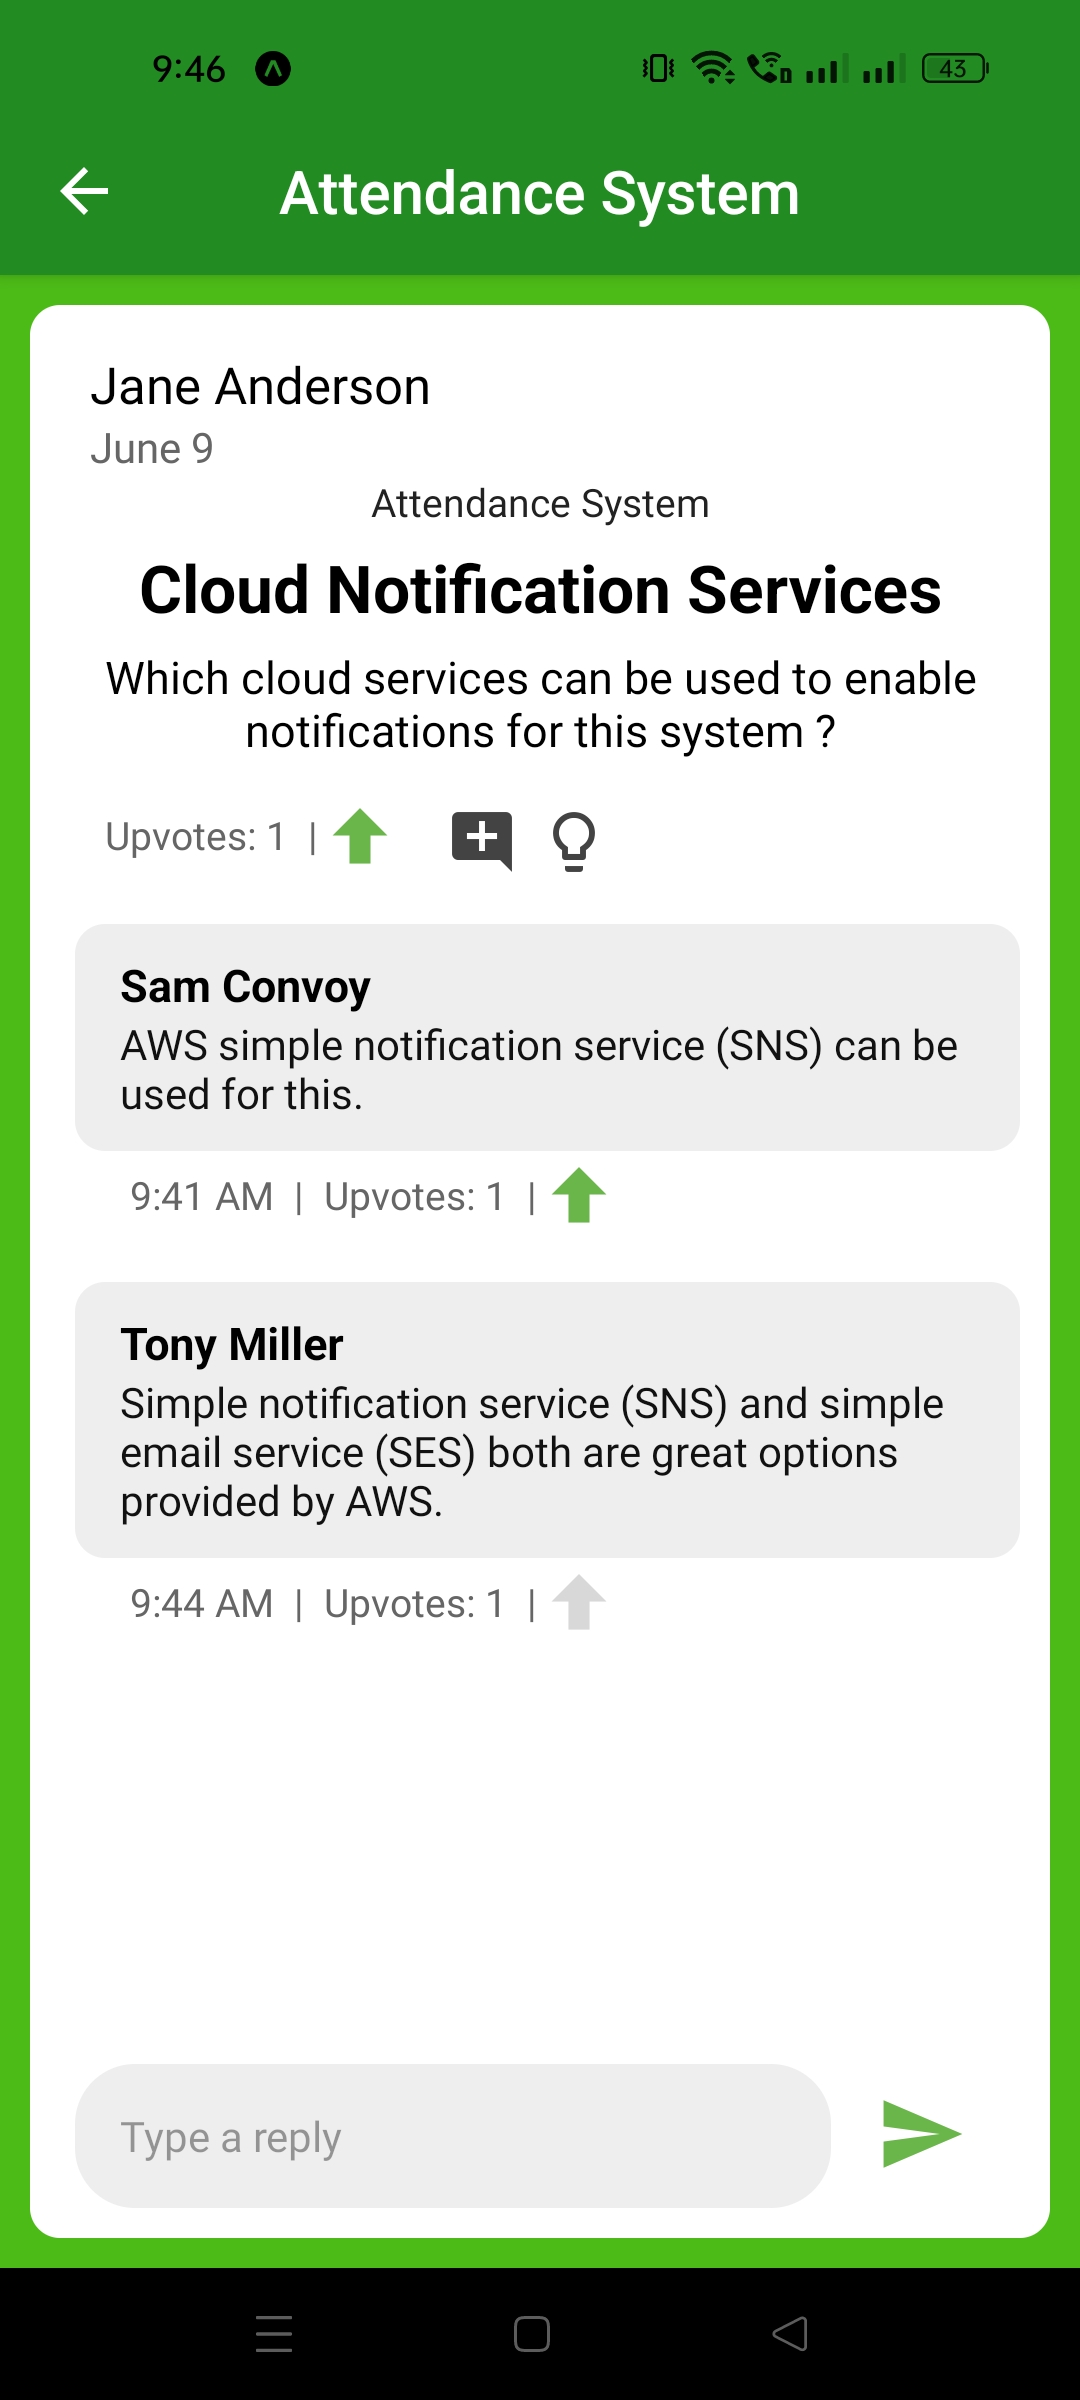 9:46
43
Attendance System
Jane Anderson
June 9
Attendance System
Cloud Notification Services
Which cloud services can be used to enable
notifications for this system ?
Upvotes: 1 |
Sam Convoy
AWS simple notification service (SNS) can be
used for this.
9:41 AM | Upvotes: 1 |
Tony Miller
Simple notification service (SNS) and simple
email service (SES) both are great options
provided by AWS.
9:44 AM | Upvotes: 1 |
Type a reply